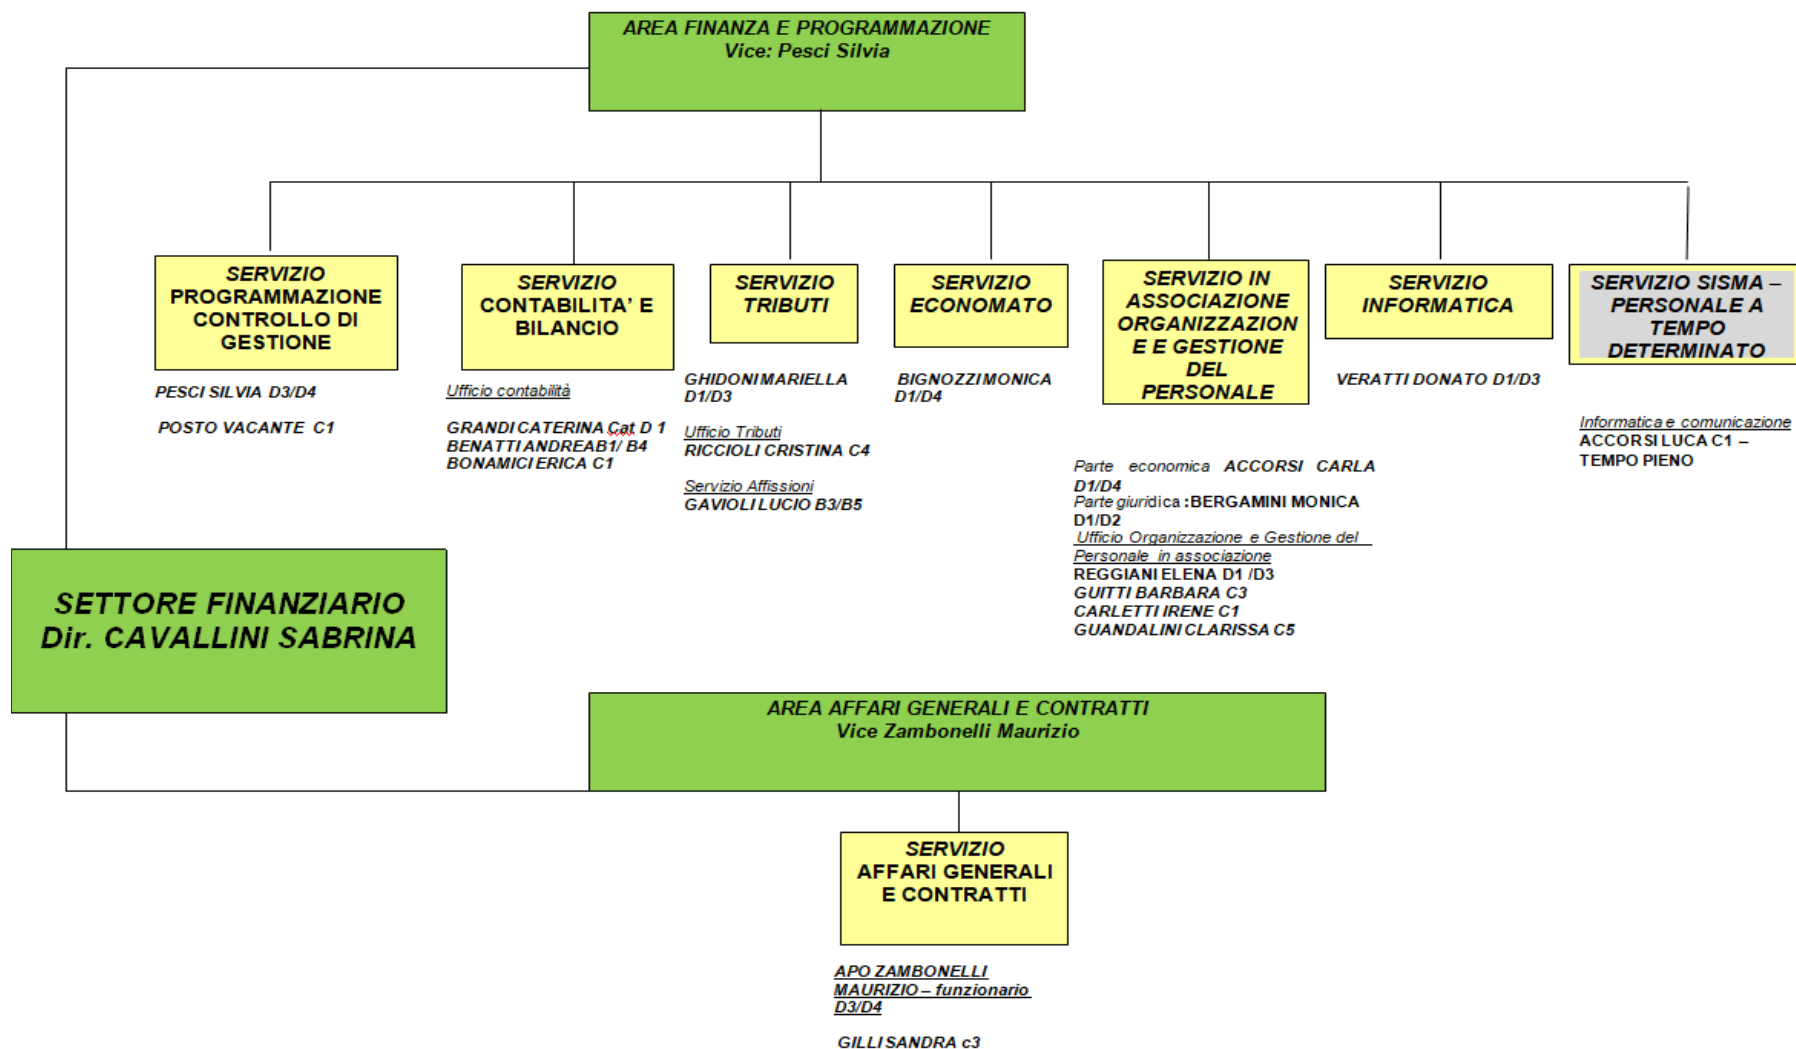 AREA FINANZA E PROGRAMMAZIONE
Vice: Pesci Silvia
SERVIZIO
PROGRAMMAZIONE
CONTROLLO DI
GESTIONE
PESCI SILVIA D3/D4
POSTO VACANTE C1
SERVIZIO
CONTABILITA' E
BILANCIO
Ufficio contabilità
GRANDI CATERINA Cat D 1
BENATTI ANDREA B1/ B4
BONAMICI ERICA C1
SERVIZIO
TRIBUTI
GHIDONI MARIELLA
D1/D3
Ufficio Tributi
RICCIOLI CRISTINA C4
Servizio Affissioni
GAVIOLI LUCIO B3/B5
SERVIZIO
ECONOMATO
BIGNOZZI MONICA
D1/D4
SERVIZIO IN
ASSOCIAZIONE
ORGANIZZAZION
E E GESTIONE
DEL
PERSONALE
Parte economica ACCORSI CARLA
D1/D4
Parte giuridica :BERGAMINI MONICA
D1/D2
Ufficio Organizzazione e Gestione del
Personale in associazione
REGGIANI ELENA D1 /D3
GUITTI BARBARA C3
CARLETTI IRENE C1
GUANDALINI CLARISSA C5
SERVIZIO
INFORMATICA
VERATTI DONATO D1/D3
SERVIZIO SISMA –
PERSONALE A
TEMPO
DETERMINATO
Informatica e comunicazione
ACCORSI LUCA C1 –
TEMPO PIENO
SETTORE FINANZIARIO
Dir. CAVALLINI SABRINA
AREA AFFARI GENERALI E CONTRATTI
Vice Zambonelli Maurizio
SERVIZIO
AFFARI GENERALI
E CONTRATTI
APO ZAMBONELLI
MAURIZIO – funzionario
D3/D4
GILLI SANDRA c3